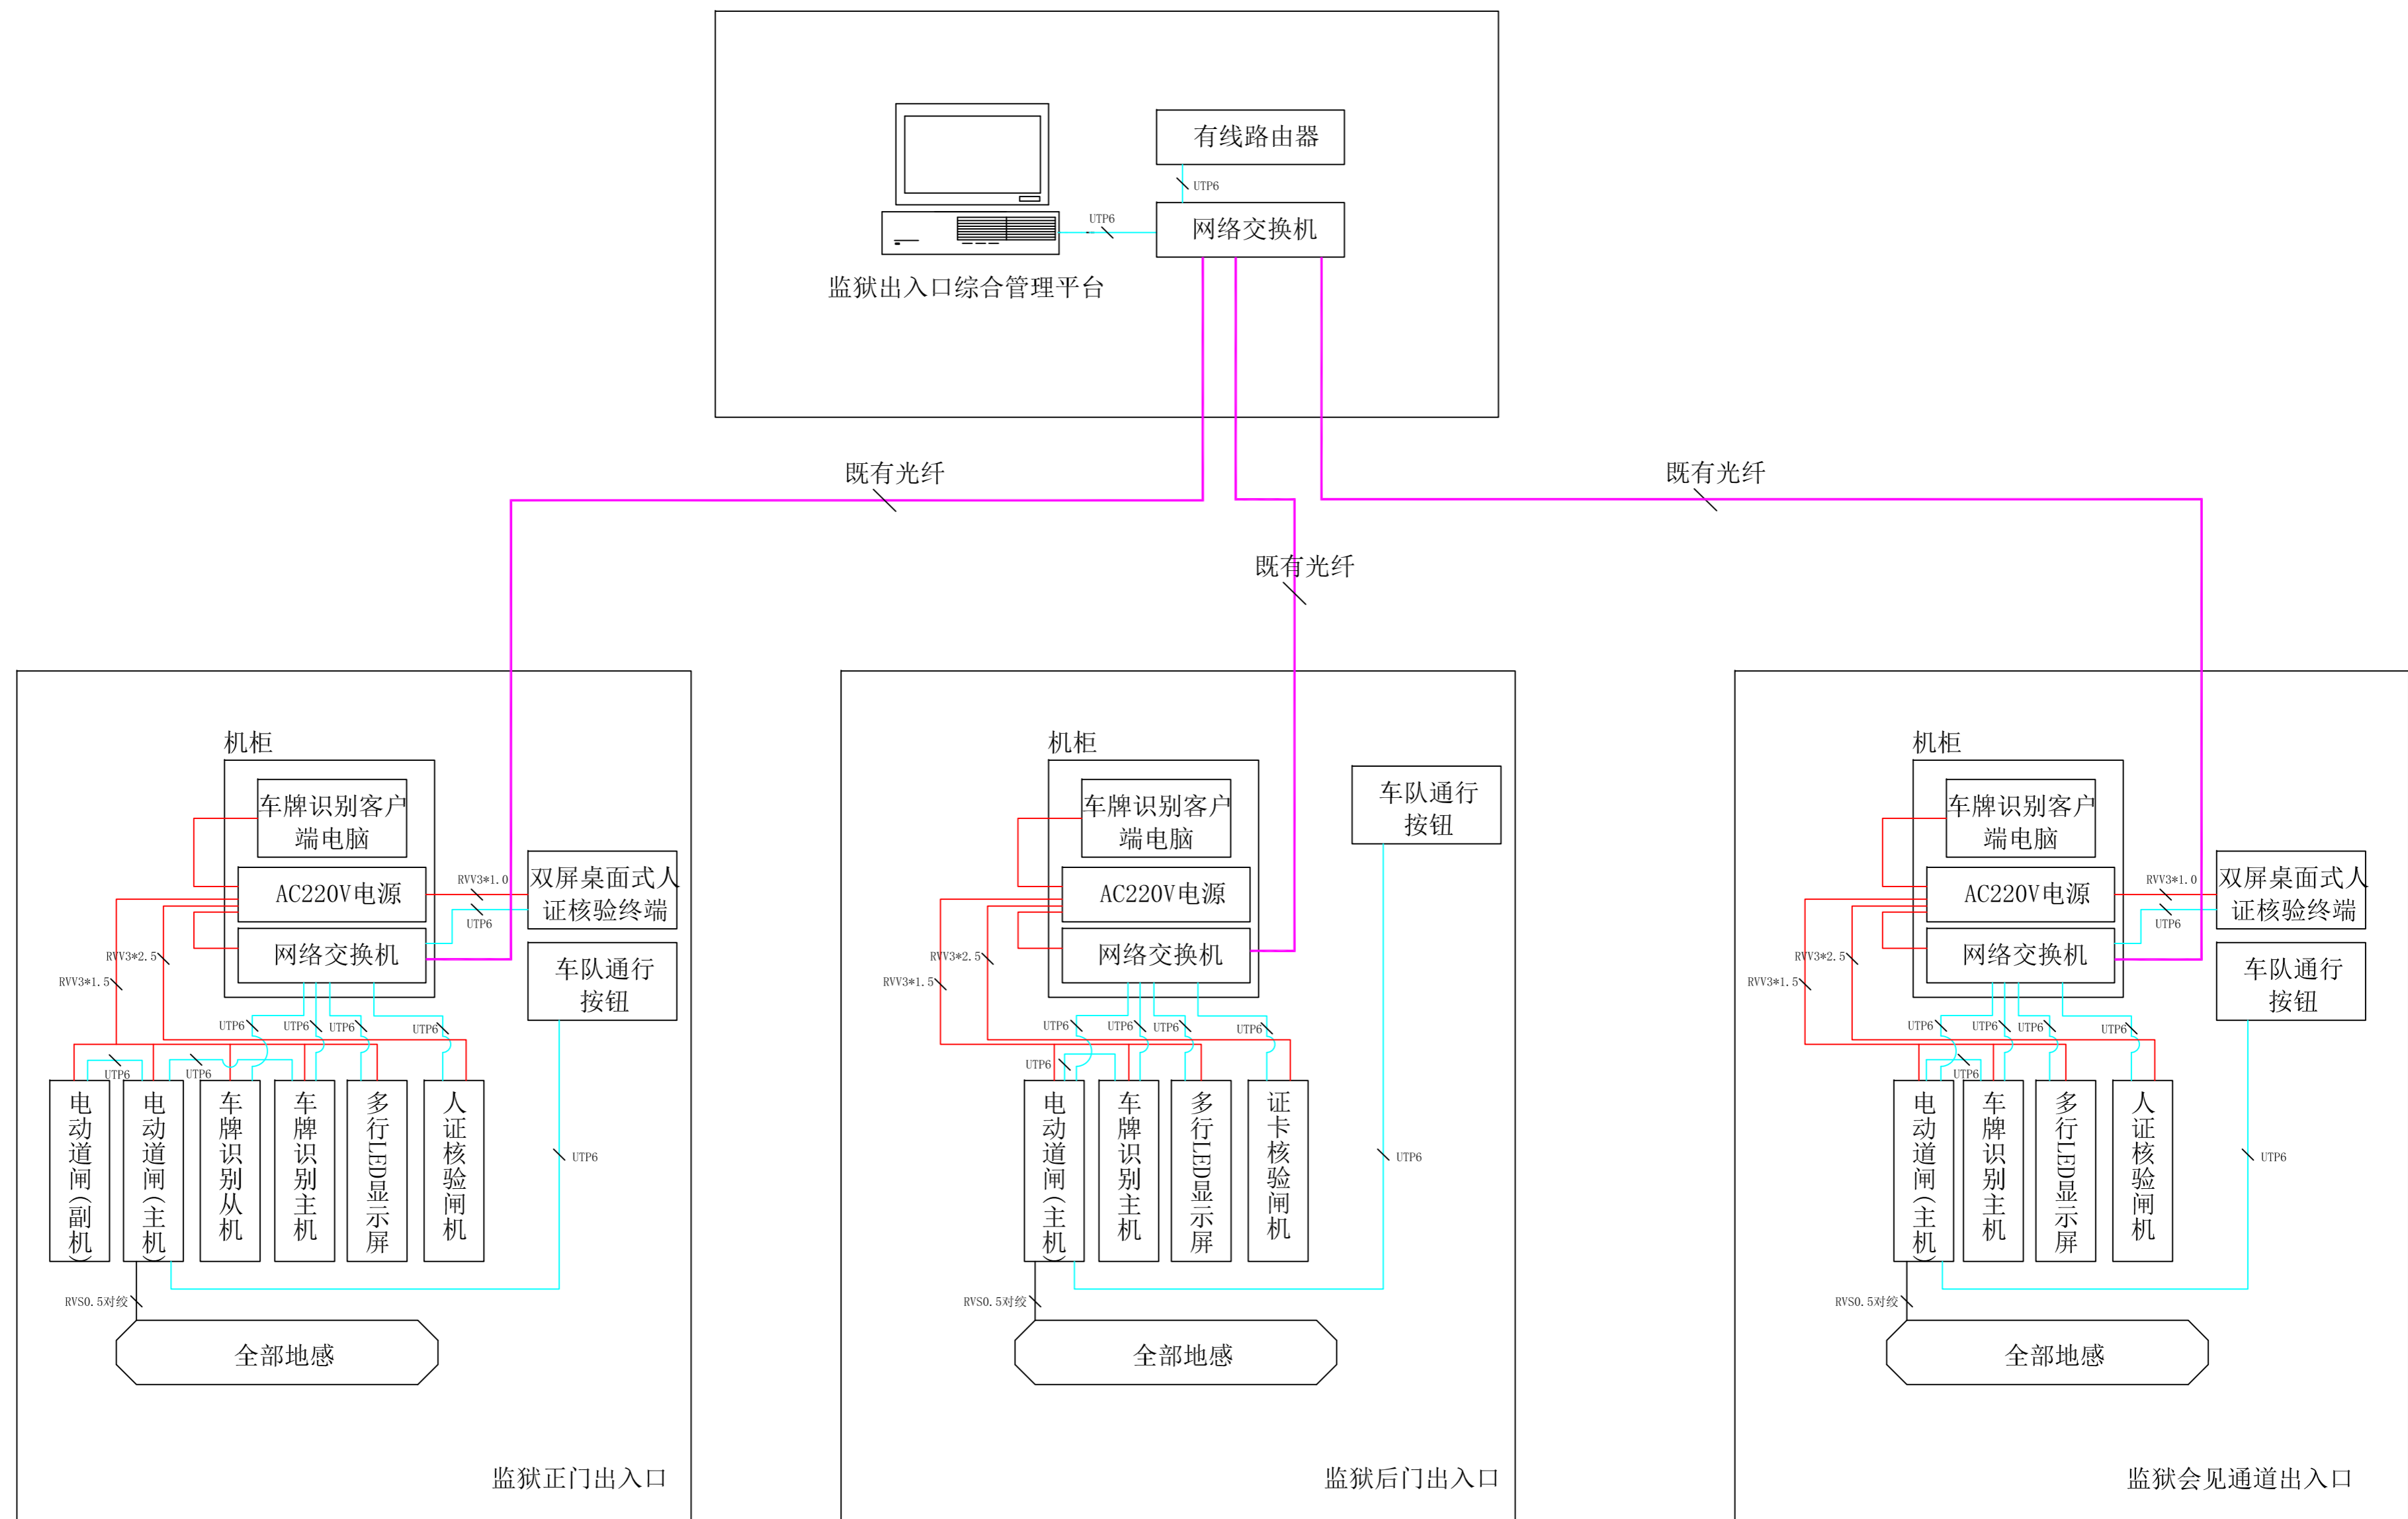 有线路由器
UTP6
UTP6
网络交换机
监狱出入口综合管理平台
既有光纤
既有光纤
既有光纤
机柜
车牌识别客户
端电脑
AC220V电源
网络交换机
RVV3*1.0
UTP6
双屏桌面式人
证核验终端
车队通行
按钮
RVV3*2.5
RVV3*1.5
UTP6
UTP6
UTP6
UTP6
UTP6
UTP6
电动道闸(副机)
电动道闸(主机)
车牌识别从机
车牌识别主机
多行LED显示屏
人证核验闸机
UTP6
RVS0.5对绞
全部地感
监狱正门出入口
机柜
车牌识别客户
端电脑
AC220V电源
网络交换机
车队通行
按钮
RVV3*2.5
RVV3*1.5
UTP6
UTP6
UTP6
UTP6
UTP6
电动道闸(主机)
车牌识别主机
多行LED显示屏
证卡核验闸机
UTP6
RVS0.5对绞
全部地感
监狱后门出入口
机柜
车牌识别客户
端电脑
AC220V电源
网络交换机
RVV3*1.0
UTP6
双屏桌面式人
证核验终端
车队通行
按钮
RVV3*2.5
RVV3*1.5
UTP6
UTP6
UTP6
UTP6
UTP6
电动道闸(主机)
车牌识别主机
多行LED显示屏
人证核验闸机
UTP6
RVS0.5对绞
全部地感
监狱会见通道出入口